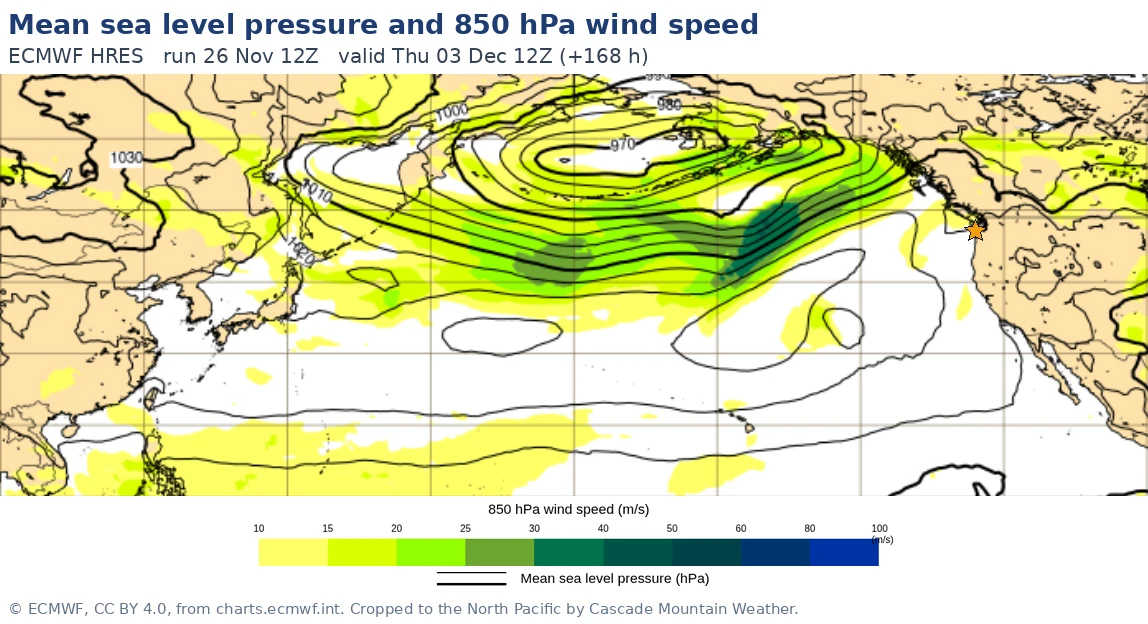 Mean sea level pressure and 850 hPa wind speed
ECMWF HRES run 26 Nov 12Z valid Thu 03 Dec 12Z (+168 h)
990
980
1000
970
1030
1010
1020
850 hPa wind speed (m/s)
10 15 20 25 30 40 50 60 80 100
(m/s)
Mean sea level pressure (hPa)
© ECMWF, CC BY 4.0, from charts.ecmwf.int. Cropped to the North Pacific by Cascade Mountain Weather.